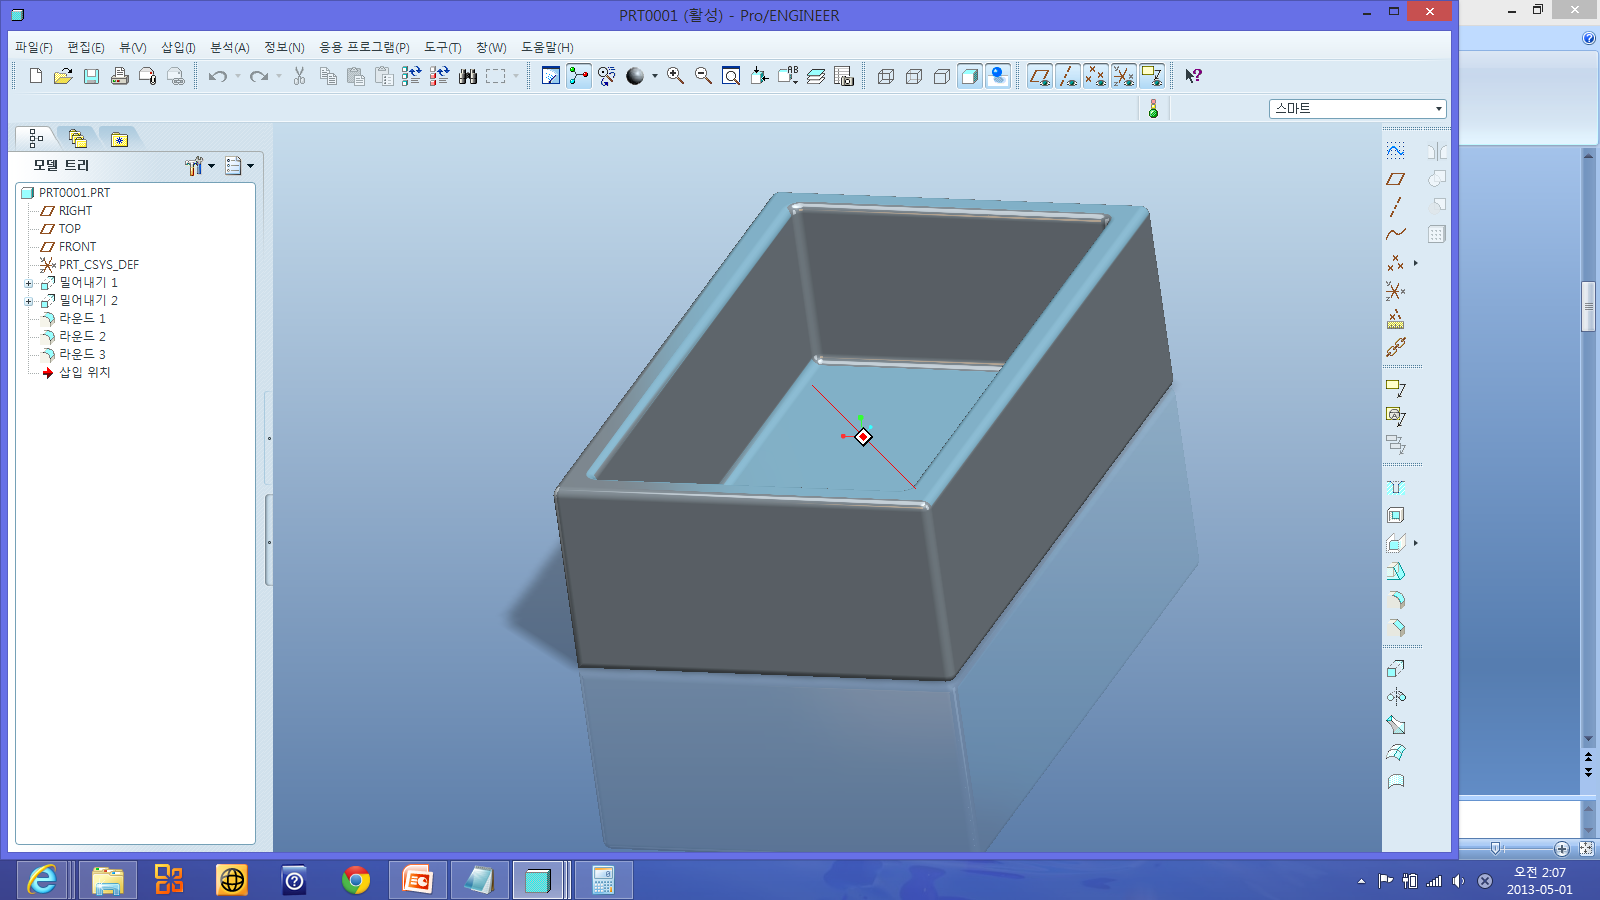 PRT0001 (활성) - Pro/ENGINEER
파일(F) 편집(E) 뷰(V) 삽입(I) 분석(A) 정보(N) 응용 프로그램(P) 도구(T) 창(W) 도움말(H)
스마트
모델 트리
PRT0001.PRT
RIGHT
TOP
FRONT
PRT_CSYS_DEF
밀어내기 1
밀어내기 2
라운드 1
라운드 2
라운드 3
삽입 위치
오전 2:07
2013-05-01